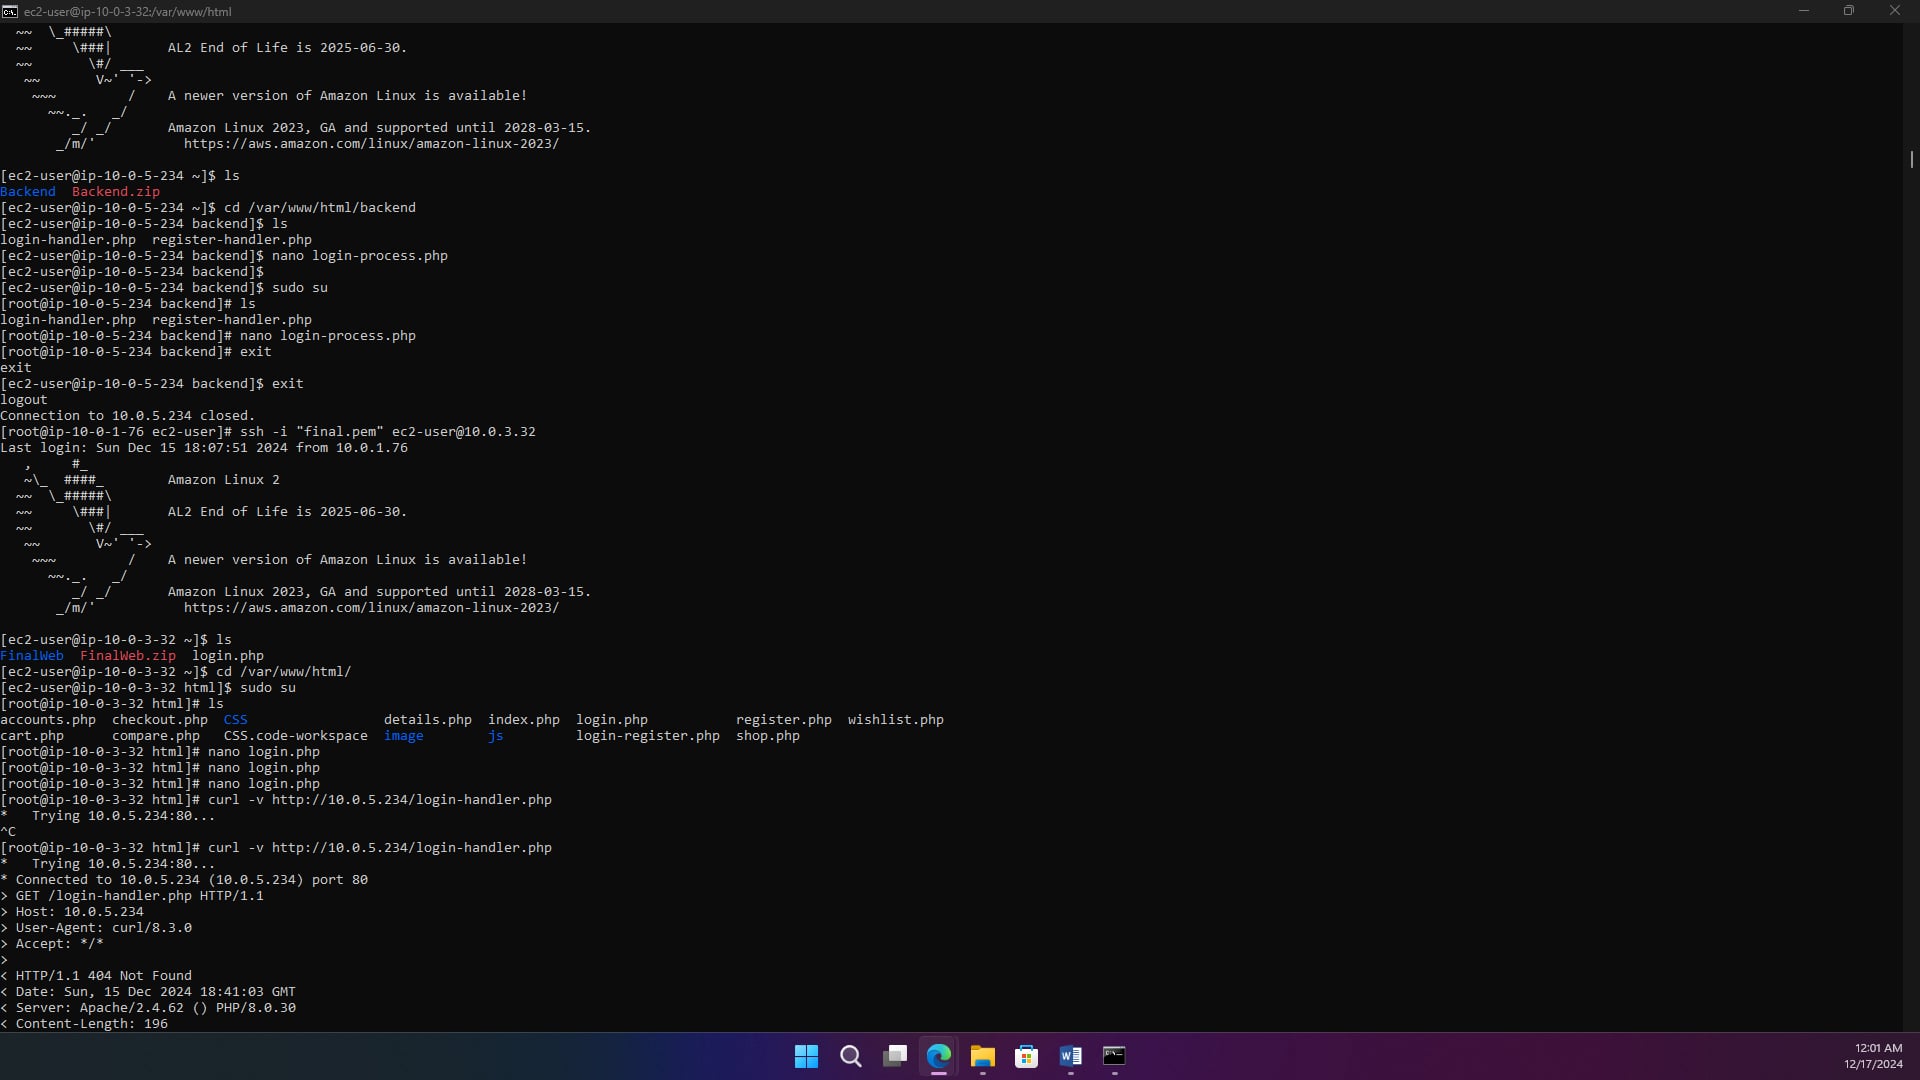 ec2-user@ip-10-0-3-32:/var/www/html
~~  \_#####\
~~     \###|       AL2 End of Life is 2025-06-30.
~~       \#/ ___
~~       V~' '->
~~~         /    A newer version of Amazon Linux is available!
~~._.   _/
_/ _/       Amazon Linux 2023, GA and supported until 2028-03-15.
_/m/'           https://aws.amazon.com/linux/amazon-linux-2023/
[ec2-user@ip-10-0-5-234 ~]$ ls
Backend  Backend.zip
[ec2-user@ip-10-0-5-234 ~]$ cd /var/www/html/backend
[ec2-user@ip-10-0-5-234 backend]$ ls
login-handler.php  register-handler.php
[ec2-user@ip-10-0-5-234 backend]$ nano login-process.php
[ec2-user@ip-10-0-5-234 backend]$
[ec2-user@ip-10-0-5-234 backend]$ sudo su
[root@ip-10-0-5-234 backend]# ls
login-handler.php  register-handler.php
[root@ip-10-0-5-234 backend]# nano login-process.php
[root@ip-10-0-5-234 backend]# exit
exit
[ec2-user@ip-10-0-5-234 backend]$ exit
logout
Connection to 10.0.5.234 closed.
[root@ip-10-0-1-76 ec2-user]# ssh -i "final.pem" ec2-user@10.0.3.32
Last login: Sun Dec 15 18:07:51 2024 from 10.0.1.76
,     #_
~\_  ####_        Amazon Linux 2
~~  \_#####\
~~     \###|       AL2 End of Life is 2025-06-30.
~~       \#/ ___
~~       V~' '->
~~~         /    A newer version of Amazon Linux is available!
~~._.   _/
_/ _/       Amazon Linux 2023, GA and supported until 2028-03-15.
_/m/'           https://aws.amazon.com/linux/amazon-linux-2023/
[ec2-user@ip-10-0-3-32 ~]$ ls
FinalWeb  FinalWeb.zip  login.php
[ec2-user@ip-10-0-3-32 ~]$ cd /var/www/html/
[ec2-user@ip-10-0-3-32 html]$ sudo su
[root@ip-10-0-3-32 html]# ls
accounts.php  checkout.php  CSS                 details.php  index.php  login.php           register.php  wishlist.php
cart.php      compare.php   CSS.code-workspace  image        js         login-register.php  shop.php
[root@ip-10-0-3-32 html]# nano login.php
[root@ip-10-0-3-32 html]# nano login.php
[root@ip-10-0-3-32 html]# nano login.php
[root@ip-10-0-3-32 html]# curl -v http://10.0.5.234/login-handler.php
*   Trying 10.0.5.234:80...
^C
[root@ip-10-0-3-32 html]# curl -v http://10.0.5.234/login-handler.php
*   Trying 10.0.5.234:80...
* Connected to 10.0.5.234 (10.0.5.234) port 80
> GET /login-handler.php HTTP/1.1
> Host: 10.0.5.234
> User-Agent: curl/8.3.0
> Accept: */*
>
< HTTP/1.1 404 Not Found
< Date: Sun, 15 Dec 2024 18:41:03 GMT
< Server: Apache/2.4.62 () PHP/8.0.30
< Content-Length: 196
12:01 AM
12/17/2024